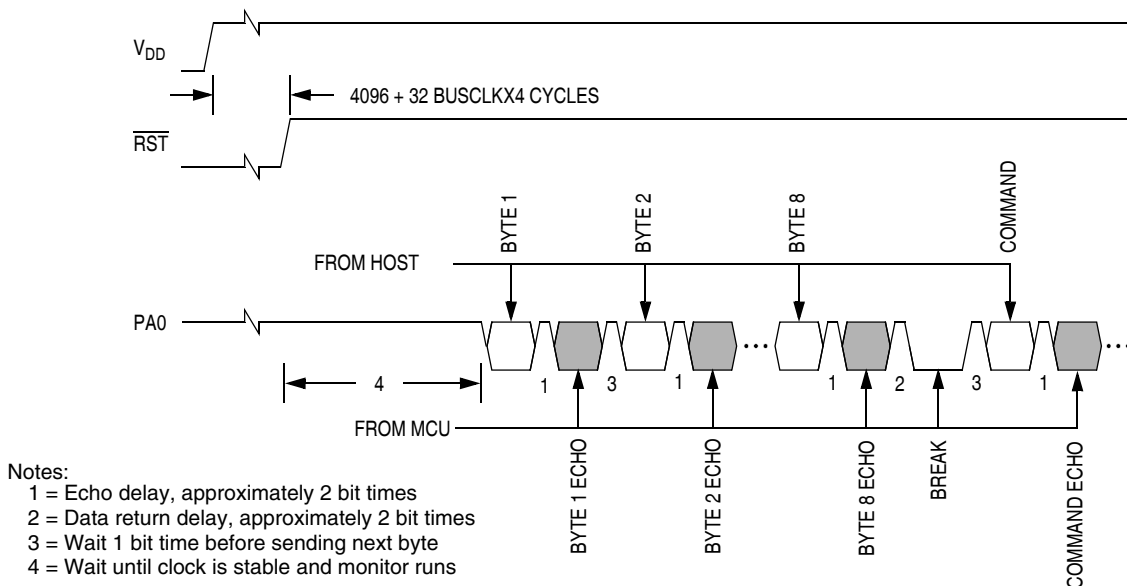 VDD
4096 + 32 BUSCLKX4 CYCLES
RST
BYTE 1
BYTE 2
BYTE 8
COMMAND
FROM HOST
PA0
1
3
1
1
2
3
1
4
FROM MCU
BYTE 1 ECHO
BYTE 2 ECHO
BYTE 8 ECHO
BREAK
COMMAND ECHO
Notes:
1 = Echo delay, approximately 2 bit times
2 = Data return delay, approximately 2 bit times
3 = Wait 1 bit time before sending next byte
4 = Wait until clock is stable and monitor runs